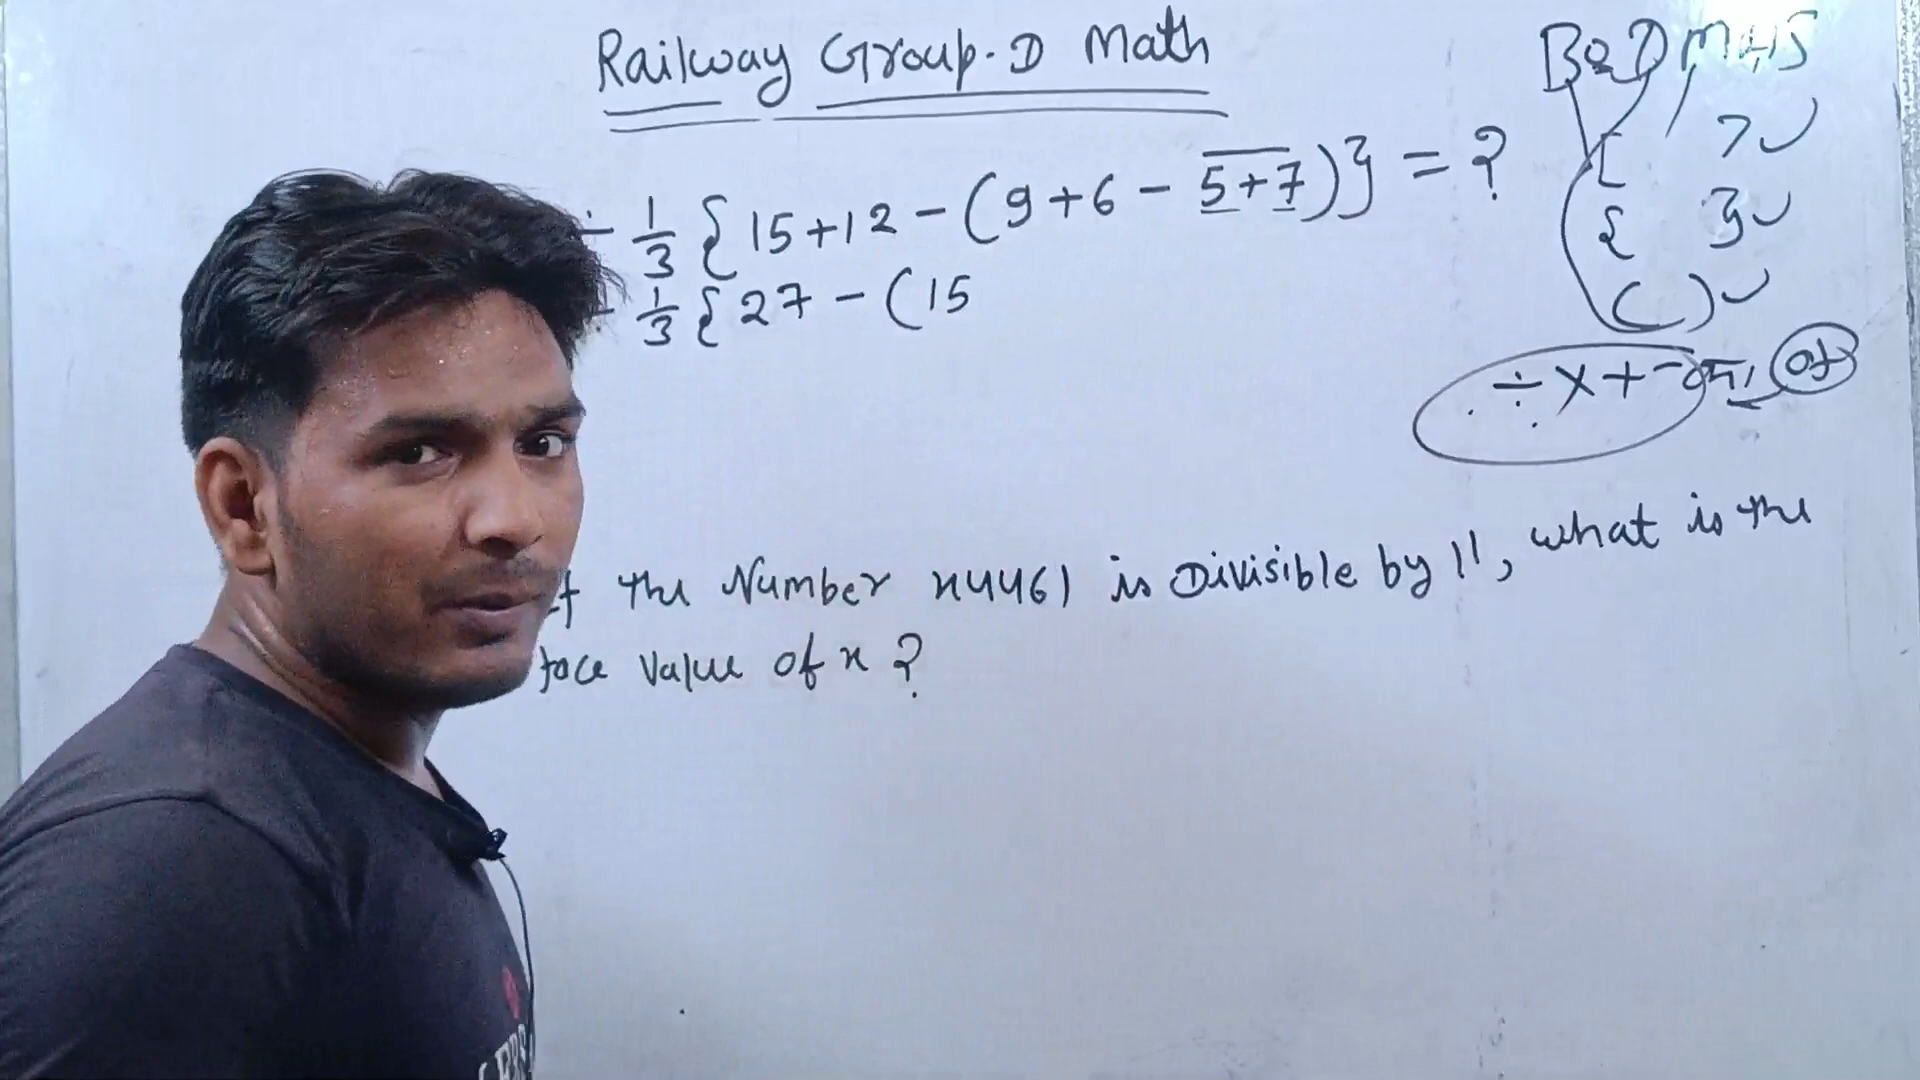 Railway Group-D Math
BODMAS
÷ 1/3 { 15+12 - (9+6 - 5+7)} = ?
÷ 1/3 { 27 - (15
[ ] ✓
{ } ✓
( ) ✓
÷ × + - का, of
If the Number x4461 is Divisible by 11, what is the
face value of x ?